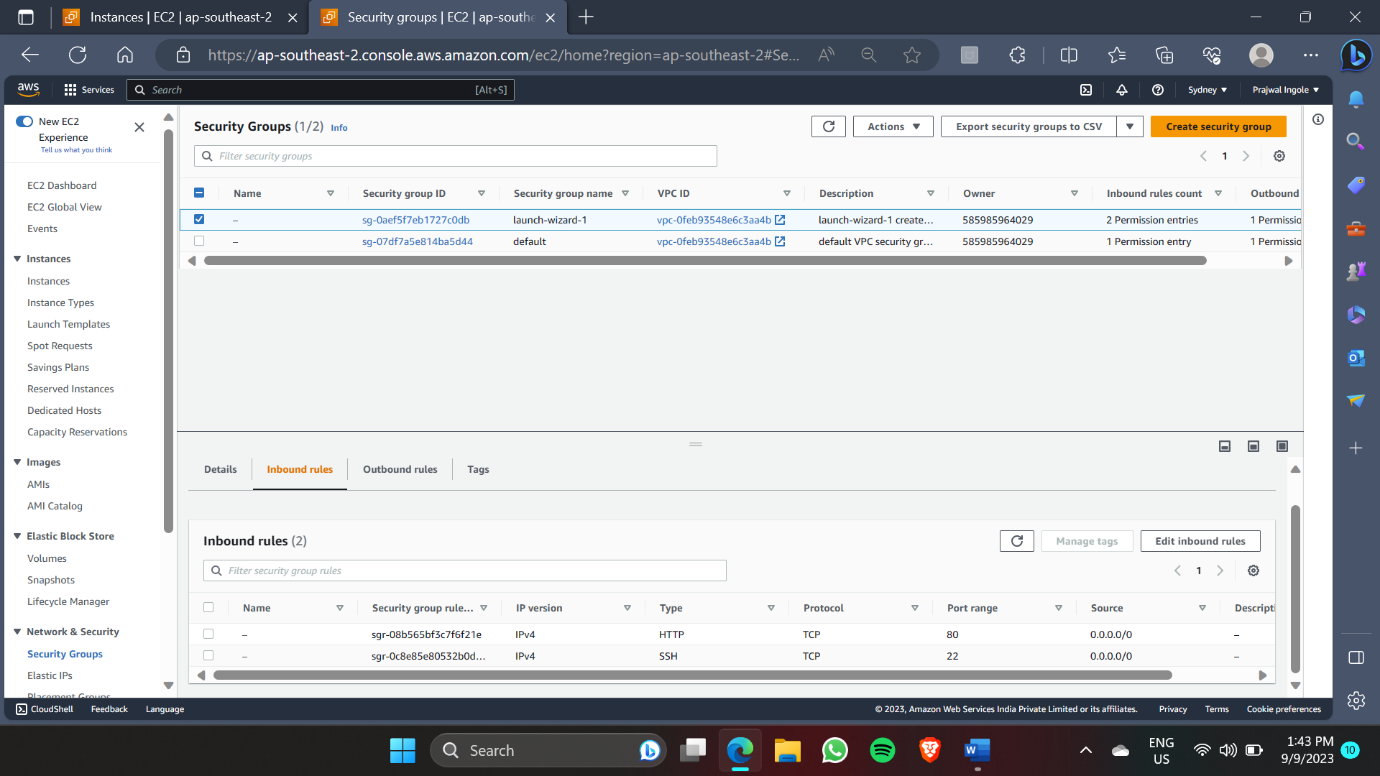 Instances | EC2 | ap-southeast-2
Security groups | EC2 | ap-southe
https://ap-southeast-2.console.aws.amazon.com/ec2/home?region=ap-southeast-2#Se...
aws
Services
Search
[Alt+S]
Sydney
Prajwal Ingole
New EC2
Experience
Tell us what you think
EC2 Dashboard
EC2 Global View
Events
Instances
Instances
Instance Types
Launch Templates
Spot Requests
Savings Plans
Reserved Instances
Dedicated Hosts
Capacity Reservations
Images
AMIs
AMI Catalog
Elastic Block Store
Volumes
Snapshots
Lifecycle Manager
Network & Security
Security Groups
Elastic IPs
Placement Groups
Security Groups (1/2) Info
Actions
Export security groups to CSV
Create security group
Filter security groups
1
Name Security group ID Security group name VPC ID Description Owner Inbound rules count Outbound
– sg-0aef5f7eb1727c0db launch-wizard-1 vpc-0feb93548e6c3aa4b launch-wizard-1 create... 585985964029 2 Permission entries 1 Permissio
– sg-07df7a5e814ba5d44 default vpc-0feb93548e6c3aa4b default VPC security gr... 585985964029 1 Permission entry 1 Permissio
Details Inbound rules Outbound rules Tags
Inbound rules (2)
Manage tags
Edit inbound rules
Filter security group rules
1
Name Security group rule... IP version Type Protocol Port range Source Descripti
– sgr-08b565bf3c7f6f21e IPv4 HTTP TCP 80 0.0.0.0/0 –
– sgr-0c8e85e80532b0d... IPv4 SSH TCP 22 0.0.0.0/0 –
CloudShell Feedback Language
© 2023, Amazon Web Services India Private Limited or its affiliates. Privacy Terms Cookie preferences
Search
ENG
US
1:43 PM
9/9/2023
10